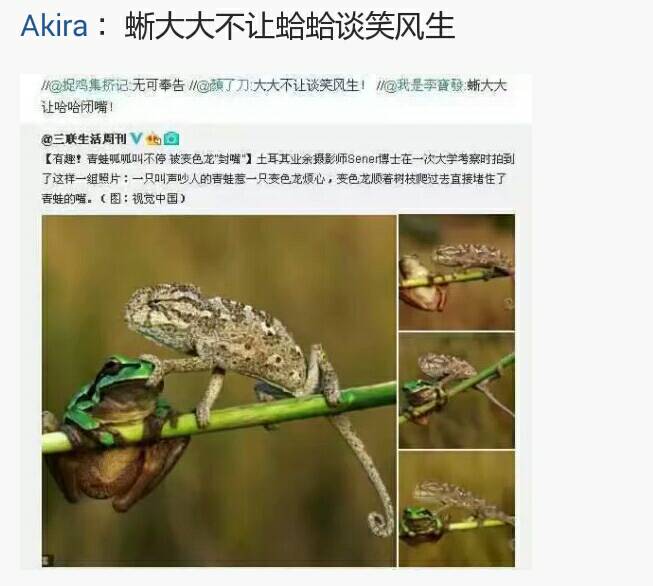 Akira： 蜥大大不让蛤蛤谈笑风生
//@捉鸡集挢记:无可奉告 //@顏了刀:大大不让谈笑风生！ //@我是李寶發:蜥大大
让哈哈闭嘴！
@三联生活周刊
【有趣！青蛙呱呱叫不停 被变色龙"封嘴"】土耳其业余摄影师Sener博士在一次大学考察时拍到
了这样一组照片：一只叫声吵人的青蛙惹一只变色龙烦心，变色龙顺着树枝爬过去直接堵住了
青蛙的嘴。（图：视觉中国）